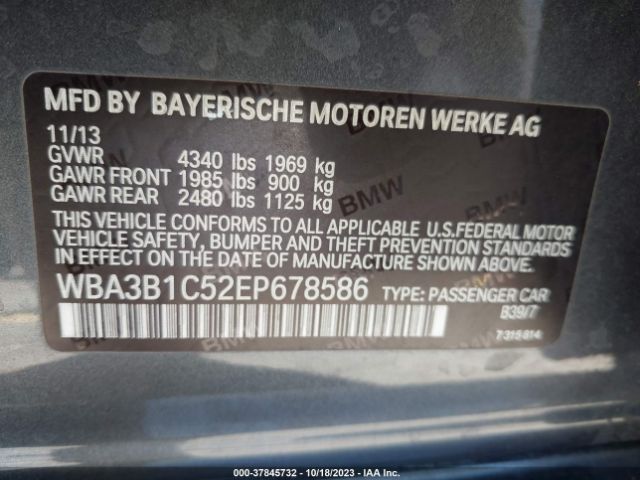 MFD BY BAYERISCHE MOTOREN WERKE AG
11/13
GVWR 4340 lbs 1969 kg
GAWR FRONT 1985 lbs 900 kg
GAWR REAR 2480 lbs 1125 kg
THIS VEHICLE CONFORMS TO ALL APPLICABLE U.S.FEDERAL MOTOR
VEHICLE SAFETY, BUMPER AND THEFT PREVENTION STANDARDS
IN EFFECT ON THE DATE OF MANUFACTURE SHOWN ABOVE.
WBA3B1C52EP678586 TYPE: PASSENGER CAR
B39/7
7 315 814
000-37845732 - 10/18/2023 - IAA Inc.